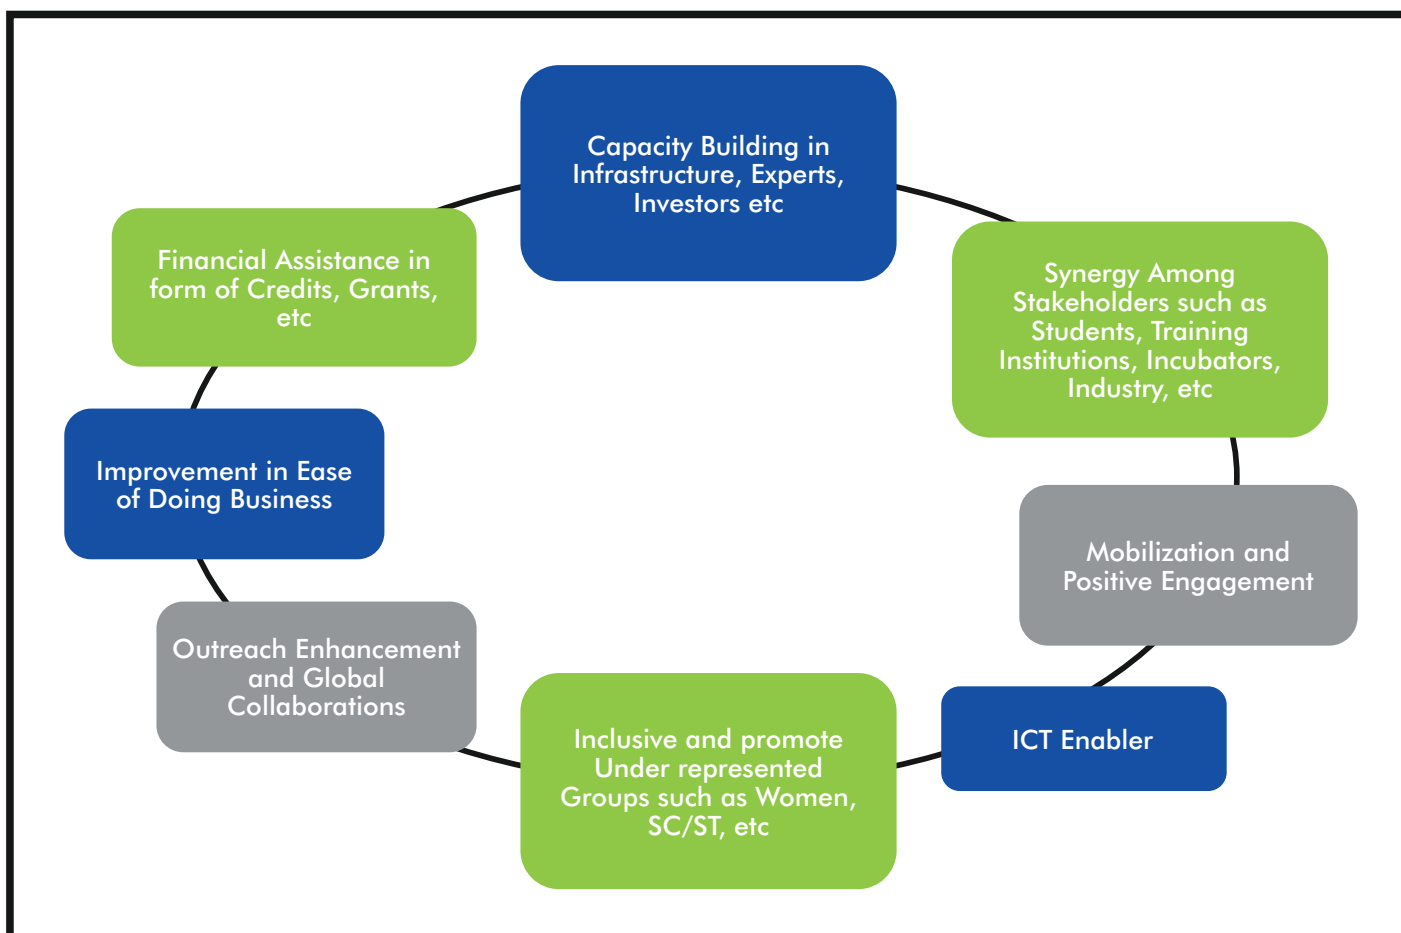 Capacity Building in
Infrastructure, Experts,
Investors etc
Synergy Among
Stakeholders such as
Students, Training
Institutions, Incubators,
Industry, etc
Mobilization and
Positive Engagement
ICT Enabler
Inclusive and promote
Under represented
Groups such as Women,
SC/ST, etc
Outreach Enhancement
and Global
Collaborations
Improvement in Ease
of Doing Business
Financial Assistance in
form of Credits, Grants,
etc